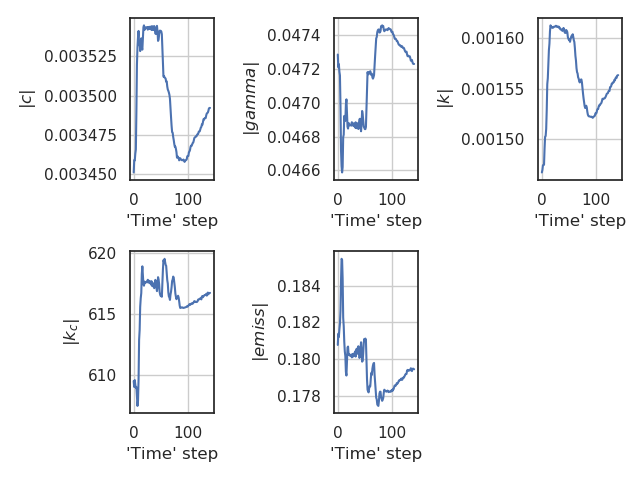 0.003525
0.003500
0.003475
0.003450
|c|
0 100
'Time' step
0.0474
0.0472
0.0470
0.0468
0.0466
|gamma|
0 100
'Time' step
0.00160
0.00155
0.00150
|k|
0 100
'Time' step
620
615
610
|k_c|
0 100
'Time' step
0.184
0.182
0.180
0.178
|emiss|
0 100
'Time' step